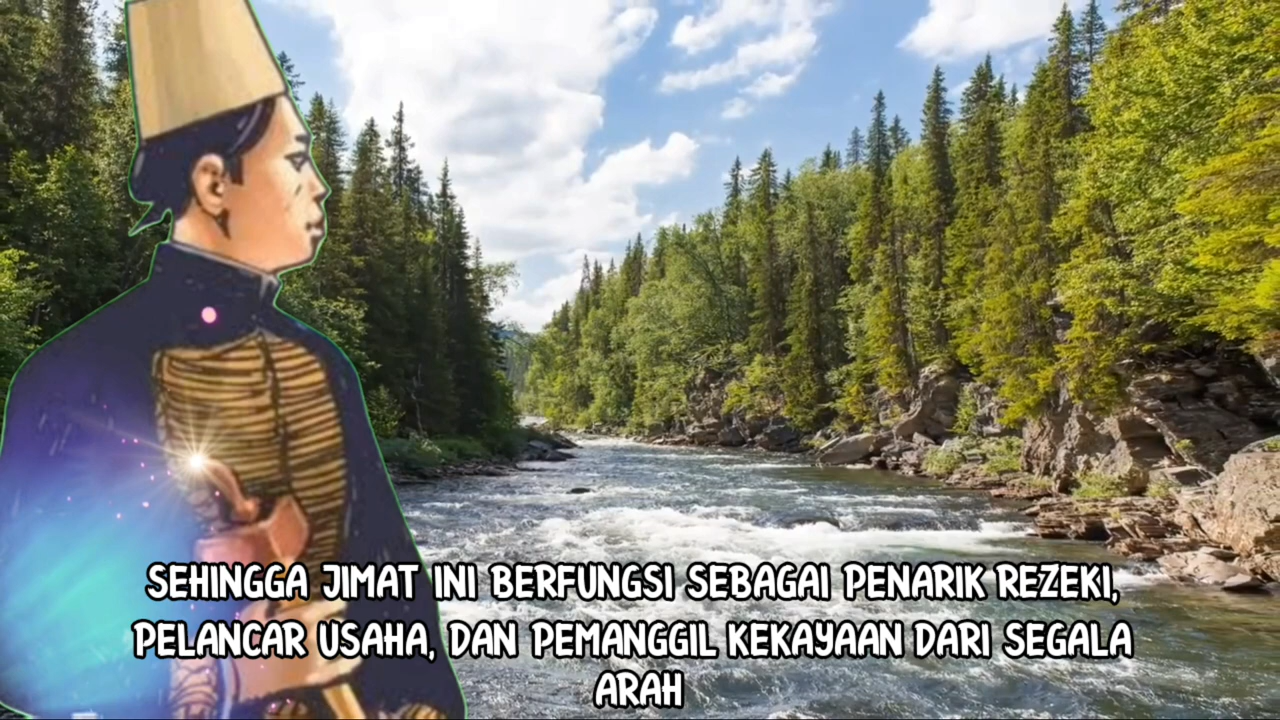 SEHINGGA JIMAT INI BERFUNGSI SEBAGAI PENARIK REZEKI,
PELANCAR USAHA, DAN PEMANGGIL KEKAYAAN DARI SEGALA
ARAH